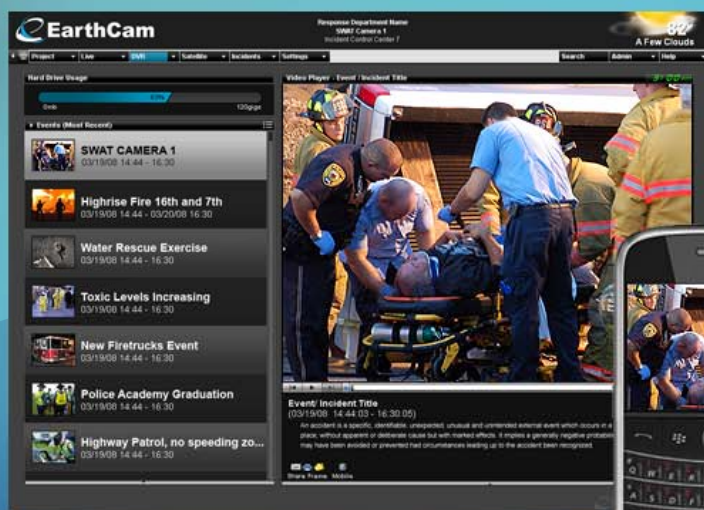 EarthCam
Response Department Name
SWAT Camera 1
Incident Control Center 7
82°
A Few Clouds
Project
Live
DVR
Satellite
Incidents
Settings
Search
Admin
Help
Hard Drive Usage
0mb
120gigs
Events (Most Recent)
SWAT CAMERA 1
03/19/08 14:44 - 16:30
Highrise Fire 16th and 7th
03/19/08 14:44 - 03/20/08 16:30
Water Rescue Exercise
03/19/08 14:44 - 16:30
Toxic Levels Increasing
03/19/08 14:44 - 16:30
New Firetrucks Event
03/19/08 14:44 - 16:30
Police Academy Graduation
03/19/08 14:44 - 16:30
Highway Patrol, no speeding zo...
03/19/08 14:44 - 16:30
Video Player - Event / Incident Title
Event/ Incident Title
(03/19/08 14:44:03 - 16:30:05)
An accident is a specific, identifiable, unexpected, unusual and unintended external event which occurs in a
place, without apparent or deliberate cause but with marked effects. It implies a generally negative
may have been avoided or prevented had circumstances leading up to the accident been recognized.
Share Frame Mobile
Q W E R
A S D F